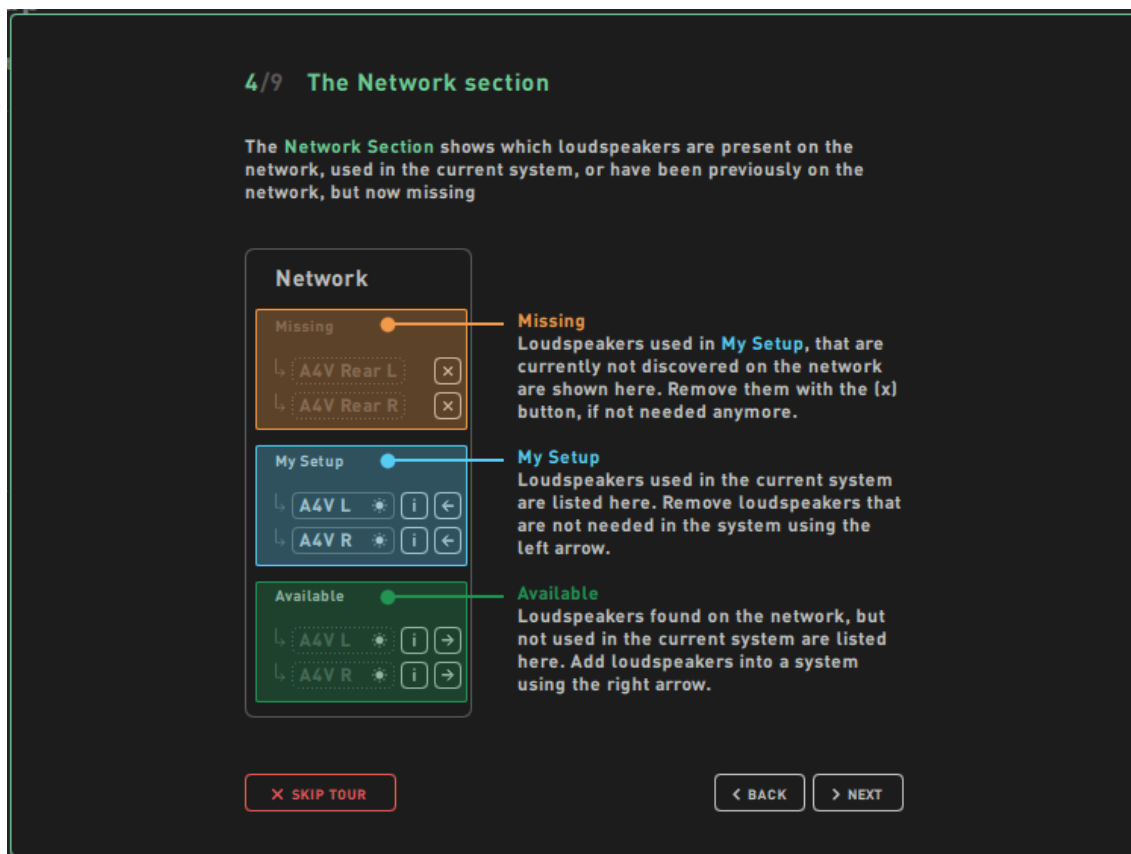 4/9 The Network section
The Network Section shows which loudspeakers are present on the
network, used in the current system, or have been previously on the
network, but now missing
Network
Missing
A4V Rear L
A4V Rear R
Missing
Loudspeakers used in My Setup, that are
currently not discovered on the network
are shown here. Remove them with the (x)
button, if not needed anymore.
My Setup
A4V L i
A4V R i
My Setup
Loudspeakers used in the current system
are listed here. Remove loudspeakers that
are not needed in the system using the
left arrow.
Available
A4V L i
A4V R i
Available
Loudspeakers found on the network, but
not used in the current system are listed
here. Add loudspeakers into a system
using the right arrow.
SKIP TOUR
BACK
NEXT